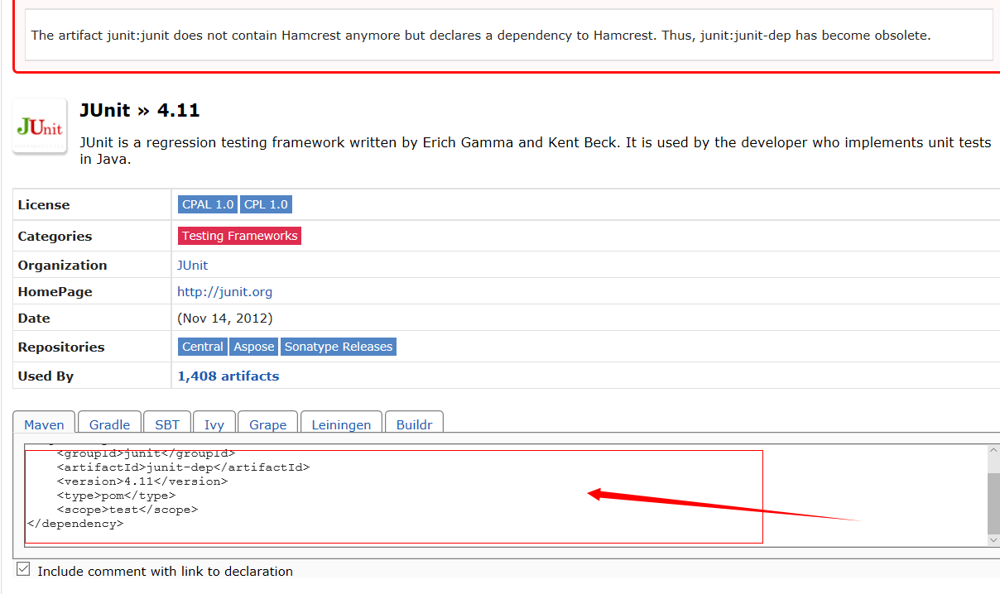 The artifact junit:junit does not contain Hamcrest anymore but declares a dependency to Hamcrest. Thus, junit:junit-dep has become obsolete.
JUnit
JUnit » 4.11
JUnit is a regression testing framework written by Erich Gamma and Kent Beck. It is used by the developer who implements unit tests
in Java.
License CPAL 1.0 CPL 1.0
Categories Testing Frameworks
Organization JUnit
HomePage http://junit.org
Date (Nov 14, 2012)
Repositories Central Aspose Sonatype Releases
Used By 1,408 artifacts
Maven Gradle SBT Ivy Grape Leiningen Buildr
<groupId>junit</groupId>
<artifactId>junit-dep</artifactId>
<version>4.11</version>
<type>pom</type>
<scope>test</scope>
</dependency>
Include comment with link to declaration